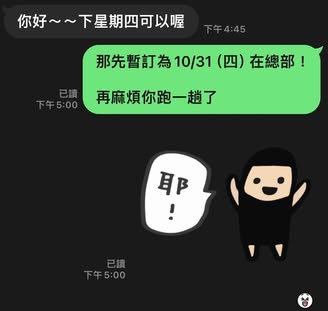 你好～～下星期四可以喔
下午4:45
那先暫訂為10/31（四）在總部！
再麻煩你跑一趟了
已讀
下午5:00
耶
！
已讀
下午5:00